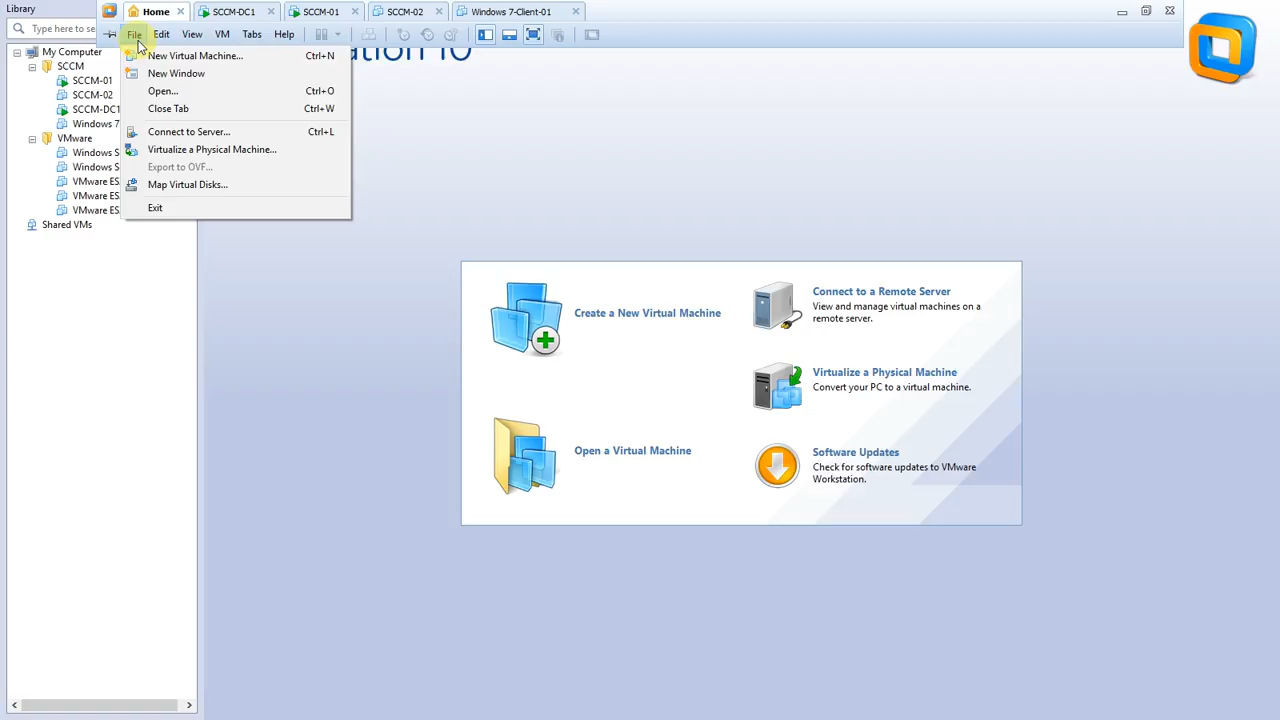 Library
Home
SCCM-DC1
SCCM-01
SCCM-02
Windows 7-Client-01
Type here to se
File
Edit
View
VM
Tabs
Help
My Computer
SCCM
SCCM-01
SCCM-02
SCCM-DC1
Windows 7
VMware
Windows S
Windows S
VMware ES
VMware ES
VMware ES
Shared VMs
New Virtual Machine... Ctrl+N
New Window
Open... Ctrl+O
Close Tab Ctrl+W
Connect to Server... Ctrl+L
Virtualize a Physical Machine...
Export to OVF...
Map Virtual Disks...
Exit
ation 10
Create a New Virtual Machine
Open a Virtual Machine
Connect to a Remote Server
View and manage virtual machines on a
remote server.
Virtualize a Physical Machine
Convert your PC to a virtual machine.
Software Updates
Check for software updates to VMware
Workstation.